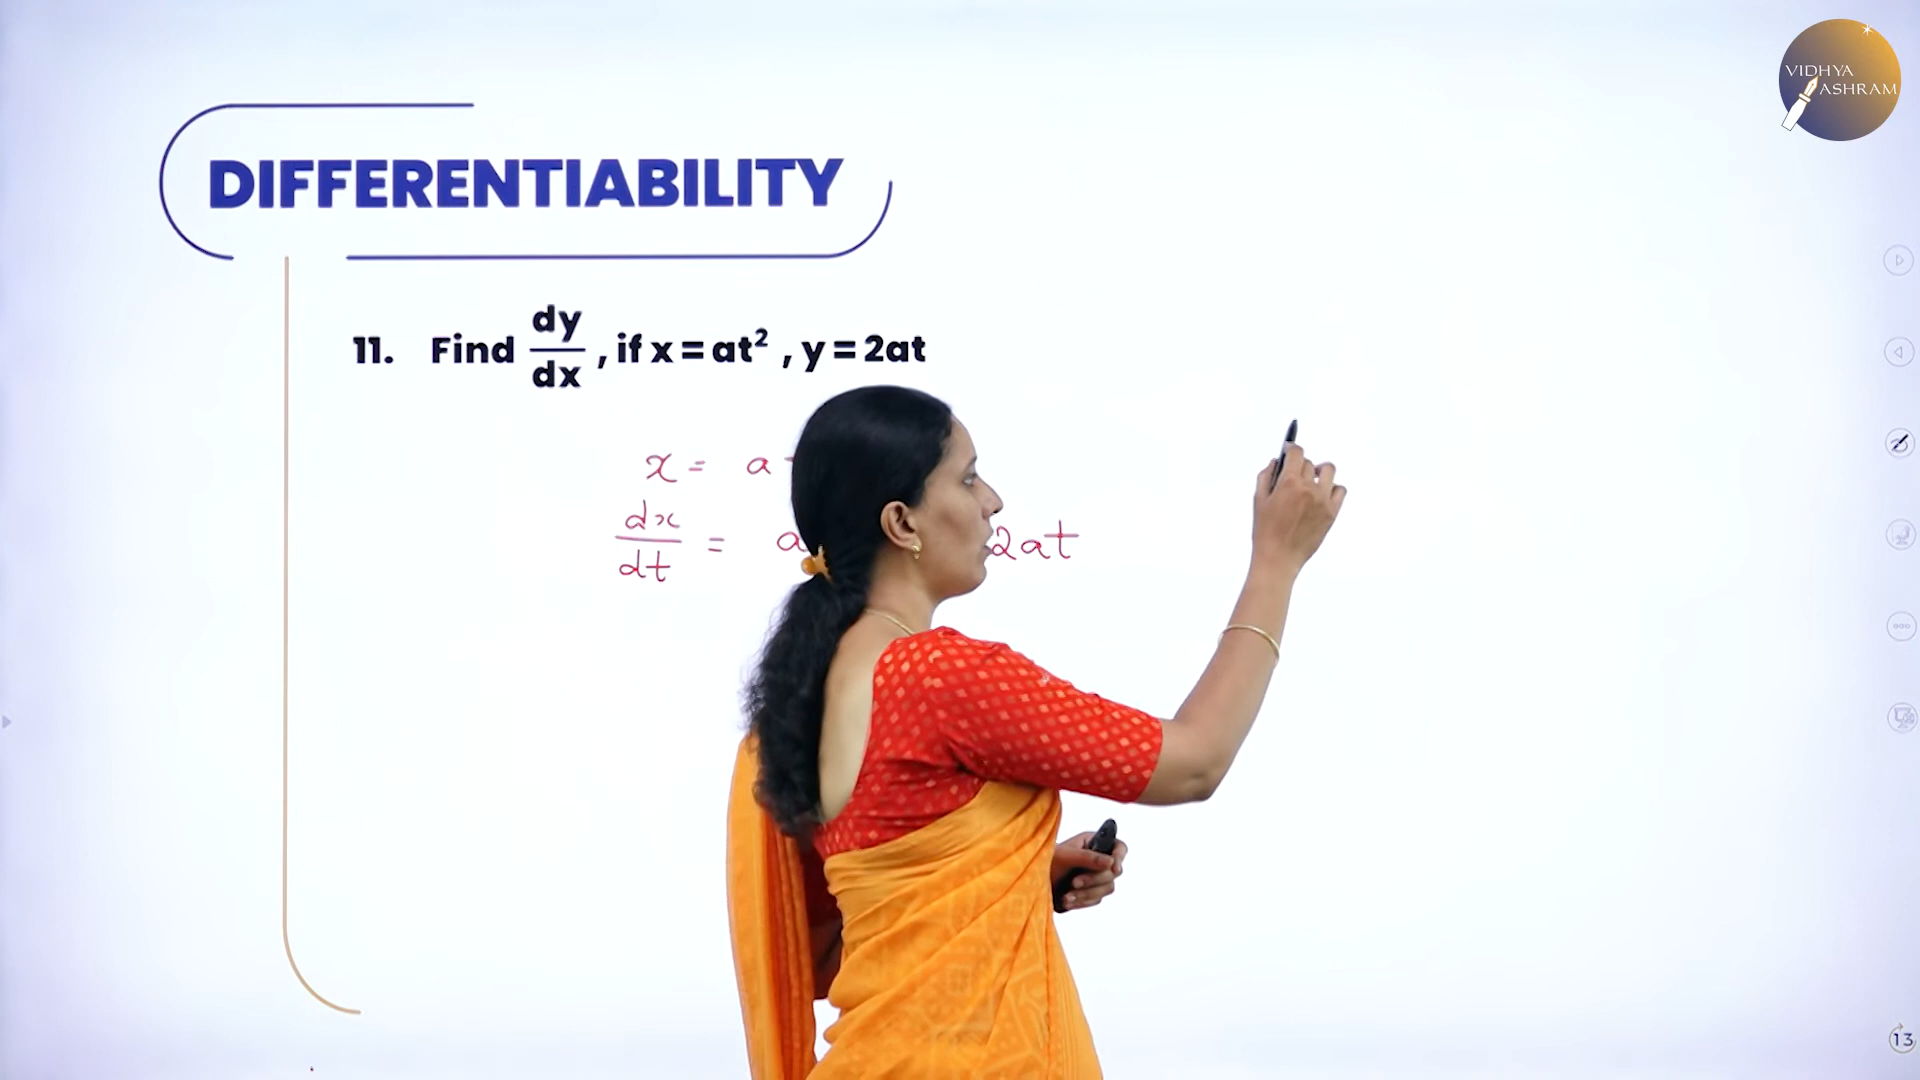 VIDHYA
ASHRAM
DIFFERENTIABILITY
11. Find dy/dx , if x = at² , y = 2at
x = a
dx/dt = a 2at
13